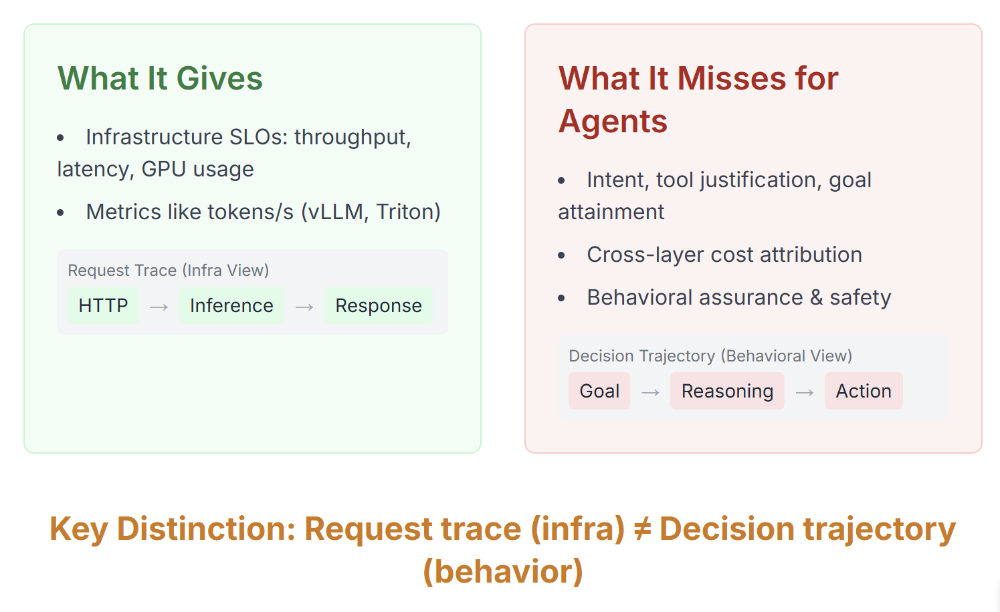 What It Gives
• Infrastructure SLOs: throughput,
latency, GPU usage
• Metrics like tokens/s (vLLM, Triton)
Request Trace (Infra View)
HTTP → Inference → Response
What It Misses for
Agents
• Intent, tool justification, goal
attainment
• Cross-layer cost attribution
• Behavioral assurance & safety
Decision Trajectory (Behavioral View)
Goal → Reasoning → Action
Key Distinction: Request trace (infra) ≠ Decision trajectory
(behavior)